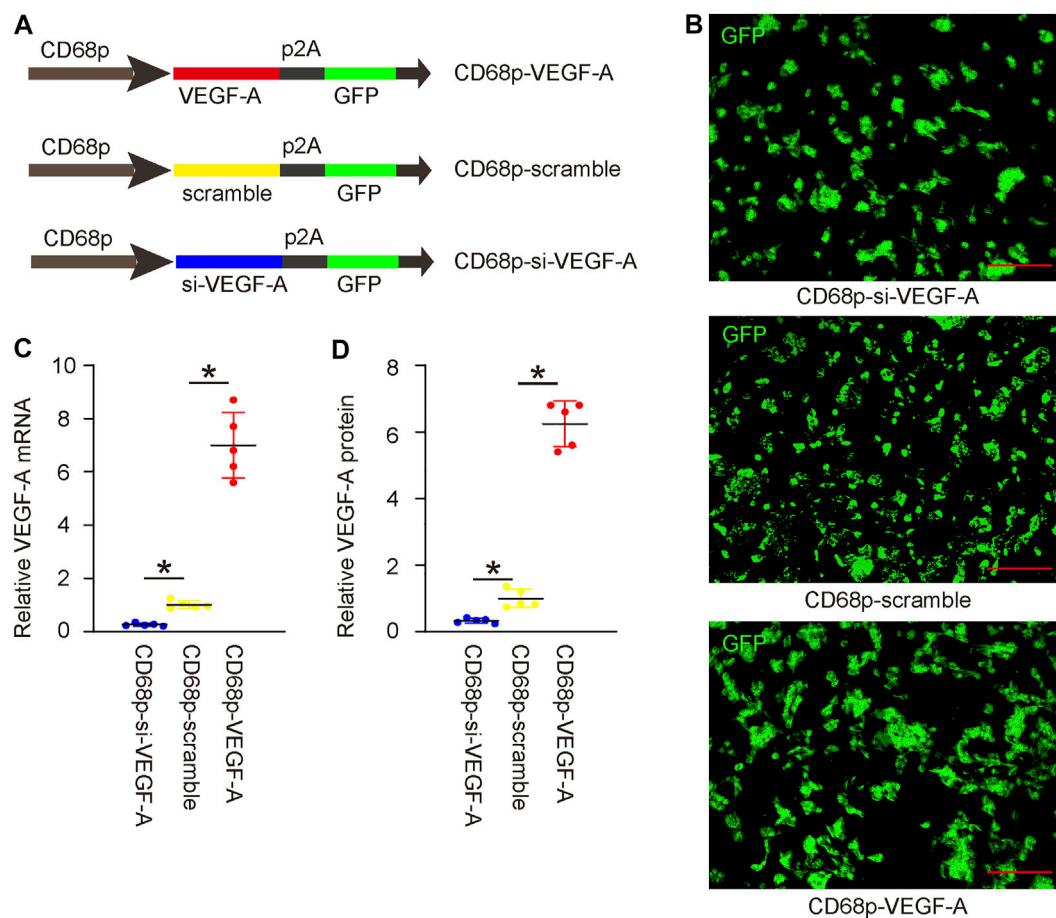 A
CD68p
p2A
VEGF-A
GFP
CD68p-VEGF-A
CD68p
p2A
scramble
GFP
CD68p-scramble
CD68p
p2A
si-VEGF-A
GFP
CD68p-si-VEGF-A
B
GFP
CD68p-si-VEGF-A
GFP
CD68p-scramble
GFP
CD68p-VEGF-A
C
Relative VEGF-A mRNA
10
8
6
4
2
0
*
*
CD68p-si-VEGF-A
CD68p-scramble
CD68p-VEGF-A
D
Relative VEGF-A protein
8
6
4
2
0
*
*
CD68p-si-VEGF-A
CD68p-scramble
CD68p-VEGF-A